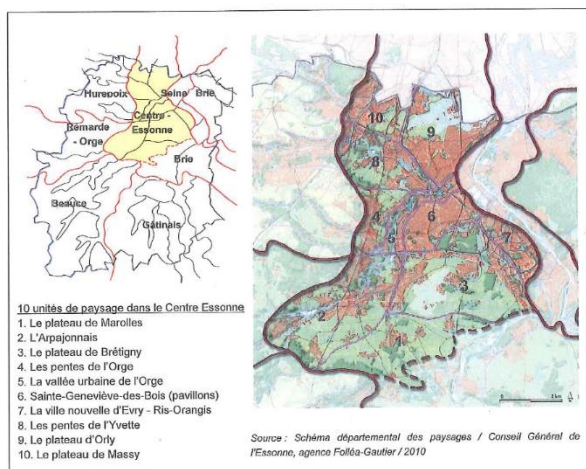 Hurepoix
Seine
Brie
Centre -
Essonne
Rémarde
- Orge
Brie
Beauce
Gâtinais
10
9
8
4
6
5
7
3
2
1
10 unités de paysage dans le Centre Essonne
1. Le plateau de Marolles
2. L'Arpajonnais
3. Le plateau de Brétigny
4. Les pentes de l'Orge
5. La vallée urbaine de l'Orge
6. Sainte-Geneviève-des-Bois (pavillons)
7. La ville nouvelle d'Evry - Ris-Orangis
8. Les pentes de l'Yvette
9. Le plateau d'Orly
10. Le plateau de Massy
Source : Schéma départemental des paysages / Conseil Général de
l'Essonne, agence Folléa-Gautier / 2010